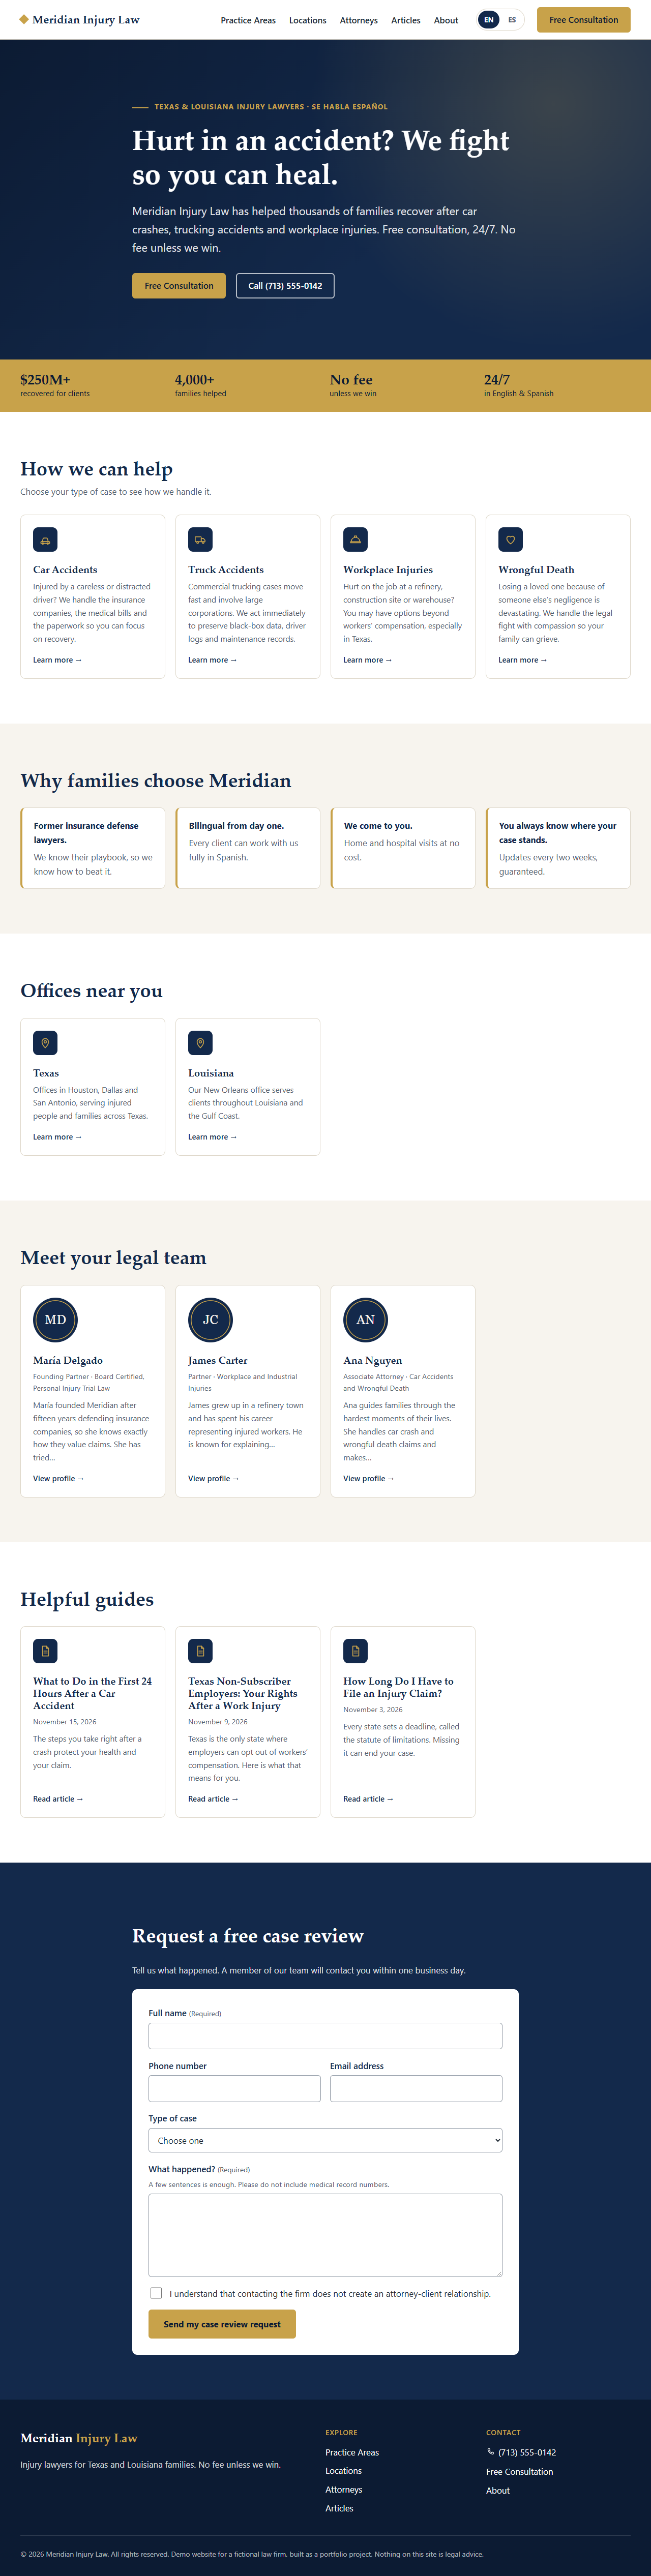 Meridian Injury Law
Practice Areas Locations Attorneys Articles About EN ES Free Consultation
TEXAS & LOUISIANA INJURY LAWYERS · SE HABLA ESPAÑOL
Hurt in an accident? We fight
so you can heal.
Meridian Injury Law has helped thousands of families recover after car
crashes, trucking accidents and workplace injuries. Free consultation, 24/7. No
fee unless we win.
Free Consultation Call (713) 555-0142
$250M+
recovered for clients
4,000+
families helped
No fee
unless we win
24/7
in English & Spanish
How we can help
Choose your type of case to see how we handle it.
Car Accidents
Injured by a careless or distracted
driver? We handle the insurance
companies, the medical bills and
the paperwork so you can focus
on recovery.
Learn more →
Truck Accidents
Commercial trucking cases move
fast and involve large
corporations. We act immediately
to preserve black-box data, driver
logs and maintenance records.
Learn more →
Workplace Injuries
Hurt on the job at a refinery,
construction site or warehouse?
You may have options beyond
workers' compensation, especially
in Texas.
Learn more →
Wrongful Death
Losing a loved one because of
someone else's negligence is
devastating. We handle the legal
fight with compassion so your
family can grieve.
Learn more →
Why families choose Meridian
Former insurance defense
lawyers.
We know their playbook, so we
know how to beat it.
Bilingual from day one.
Every client can work with us
fully in Spanish.
We come to you.
Home and hospital visits at no
cost.
You always know where your
case stands.
Updates every two weeks,
guaranteed.
Offices near you
Texas
Offices in Houston, Dallas and
San Antonio, serving injured
people and families across Texas.
Learn more →
Louisiana
Our New Orleans office serves
clients throughout Louisiana and
the Gulf Coast.
Learn more →
Meet your legal team
MD
María Delgado
Founding Partner · Board Certified,
Personal Injury Trial Law
María founded Meridian after
fifteen years defending insurance
companies, so she knows exactly
how they value claims. She has
tried…
View profile →
JC
James Carter
Partner · Workplace and Industrial
Injuries
James grew up in a refinery town
and has spent his career
representing injured workers. He
is known for explaining…
View profile →
AN
Ana Nguyen
Associate Attorney · Car Accidents
and Wrongful Death
Ana guides families through the
hardest moments of their lives.
She handles car crash and
wrongful death claims and
makes…
View profile →
Helpful guides
What to Do in the First 24
Hours After a Car
Accident
November 15, 2026
The steps you take right after a
crash protect your health and
your claim.
Read article →
Texas Non-Subscriber
Employers: Your Rights
After a Work Injury
November 9, 2026
Texas is the only state where
employers can opt out of workers'
compensation. Here is what that
means for you.
Read article →
How Long Do I Have to
File an Injury Claim?
November 3, 2026
Every state sets a deadline, called
the statute of limitations. Missing
it can end your case.
Read article →
Request a free case review
Tell us what happened. A member of our team will contact you within one business day.
Full name (Required)
Phone number Email address
Type of case
Choose one
What happened? (Required)
A few sentences is enough. Please do not include medical record numbers.
I understand that contacting the firm does not create an attorney-client relationship.
Send my case review request
Meridian Injury Law
Injury lawyers for Texas and Louisiana families. No fee unless we win.
EXPLORE
Practice Areas
Locations
Attorneys
Articles
CONTACT
(713) 555-0142
Free Consultation
About
© 2026 Meridian Injury Law. All rights reserved. Demo website for a fictional law firm, built as a portfolio project. Nothing on this site is legal advice.